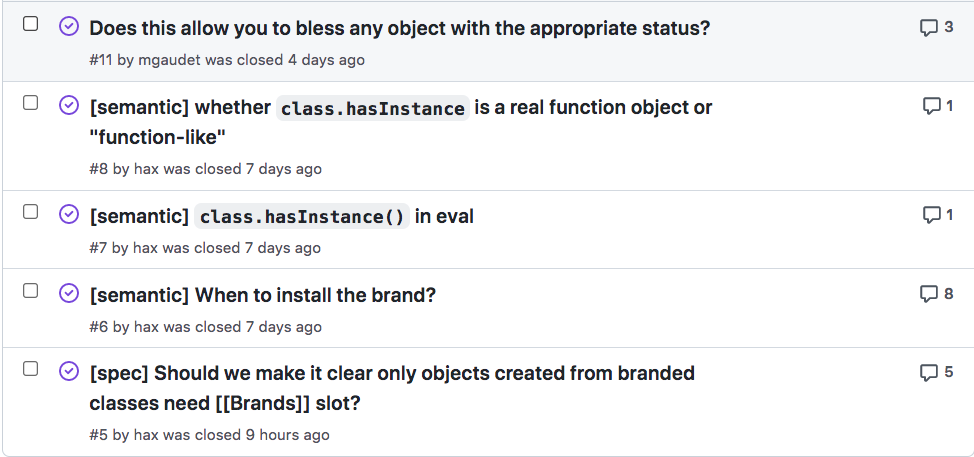 Does this allow you to bless any object with the appropriate status?
3
#11 by mgaudet was closed 4 days ago
[semantic] whether class.hasInstance is a real function object or
1
"function-like"
#8 by hax was closed 7 days ago
[semantic] class.hasInstance() in eval
1
#7 by hax was closed 7 days ago
[semantic] When to install the brand?
8
#6 by hax was closed 7 days ago
[spec] Should we make it clear only objects created from branded
5
classes need [[Brands]] slot?
#5 by hax was closed 9 hours ago